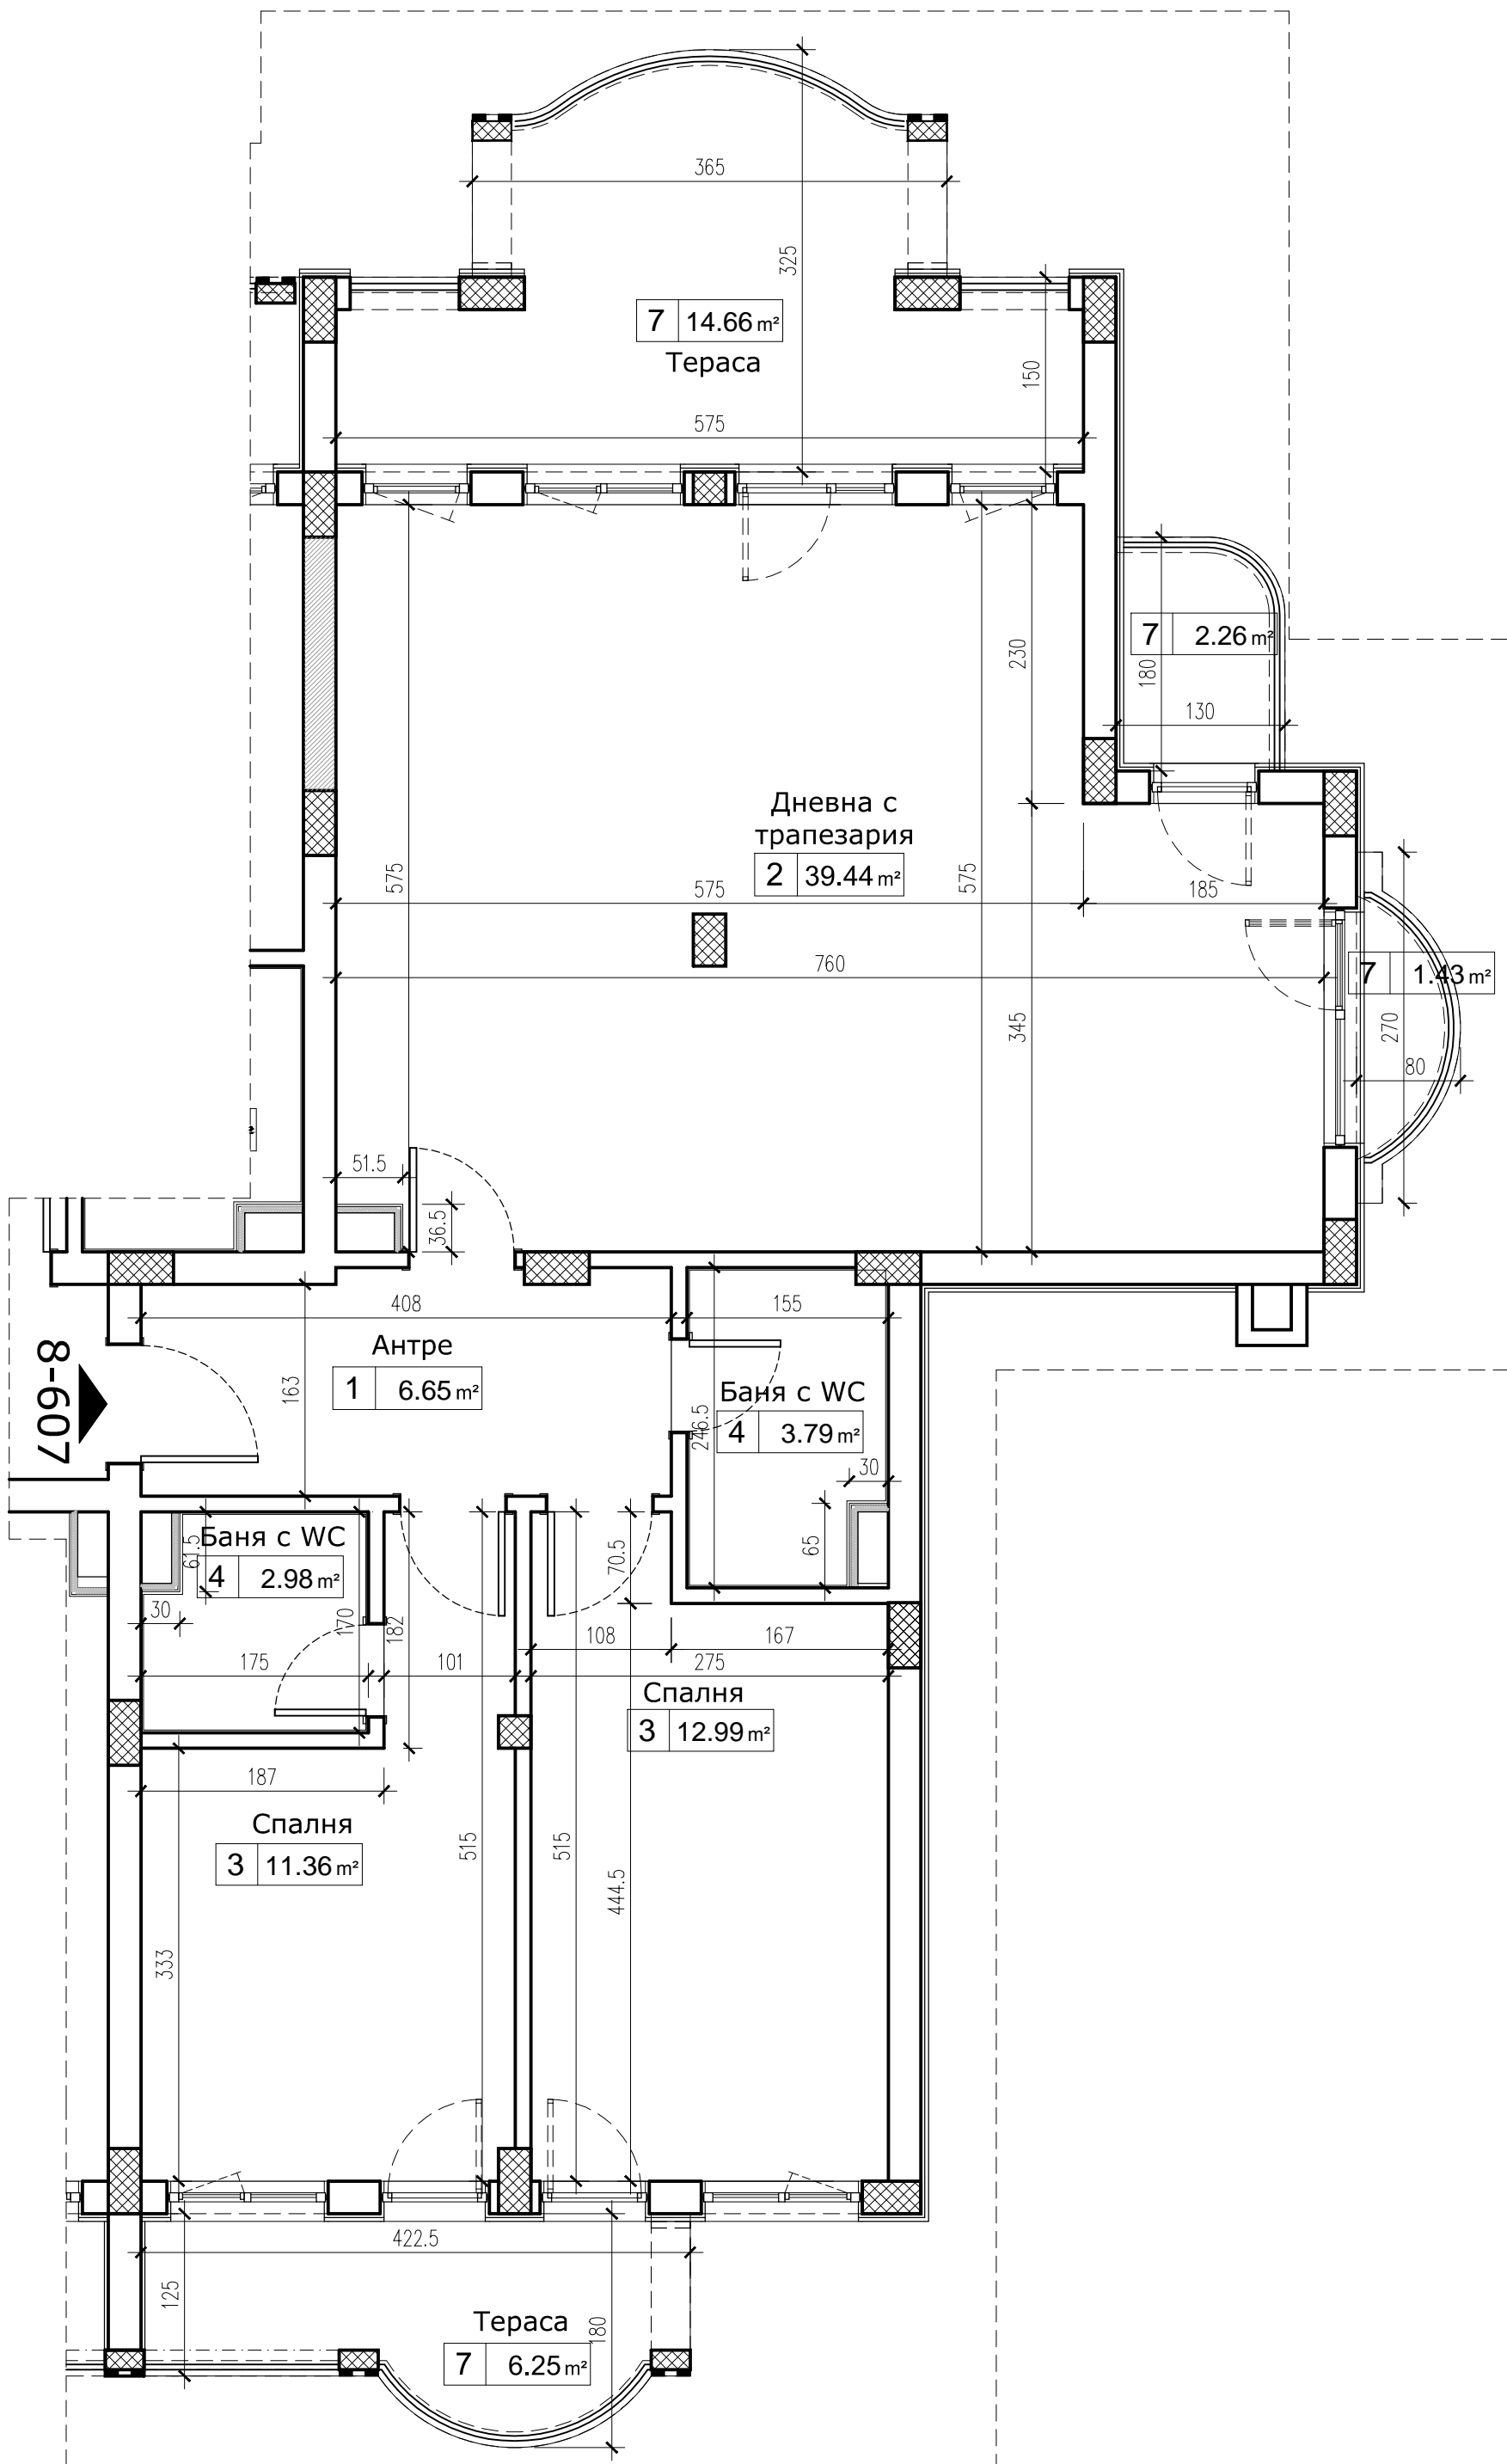 365
325
7 14.66 m²
Тераса
150
575
7 2.26 m²
180
130
230
Дневна с
трапезария
2 39.44 m²
575
575
575
185
760
7 1.43 m²
270
80
345
51.5
36.5
408
155
Антре
1 6.65 m²
163
8-607
Баня с WC
4 3.79 m²
246.5
30
65
Баня с WC
4 2.98 m²
61.5
30
170
182
70.5
108
167
175
101
275
Спалня
3 12.99 m²
187
Спалня
3 11.36 m²
515
515
444.5
333
422.5
125
180
Тераса
7 6.25 m²